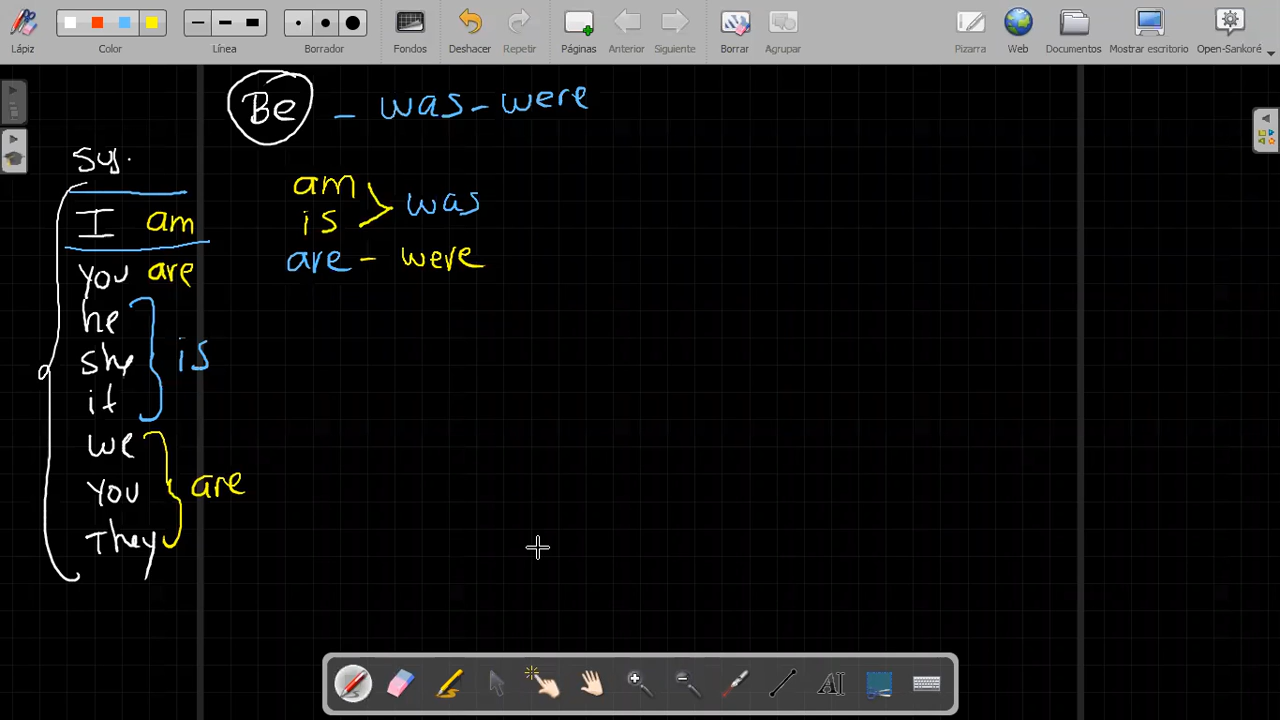 Lápiz Color Línea Borrador Fondos Deshacer Repetir Páginas Anterior Siguiente Borrar Agrupar Pizarra Web Documentos Mostrar escritorio Open-Sankoré
Be - was - were
Suj.
I am
you are
he
she
it
is
we
you
They
are
am
is
was
are - were
AI